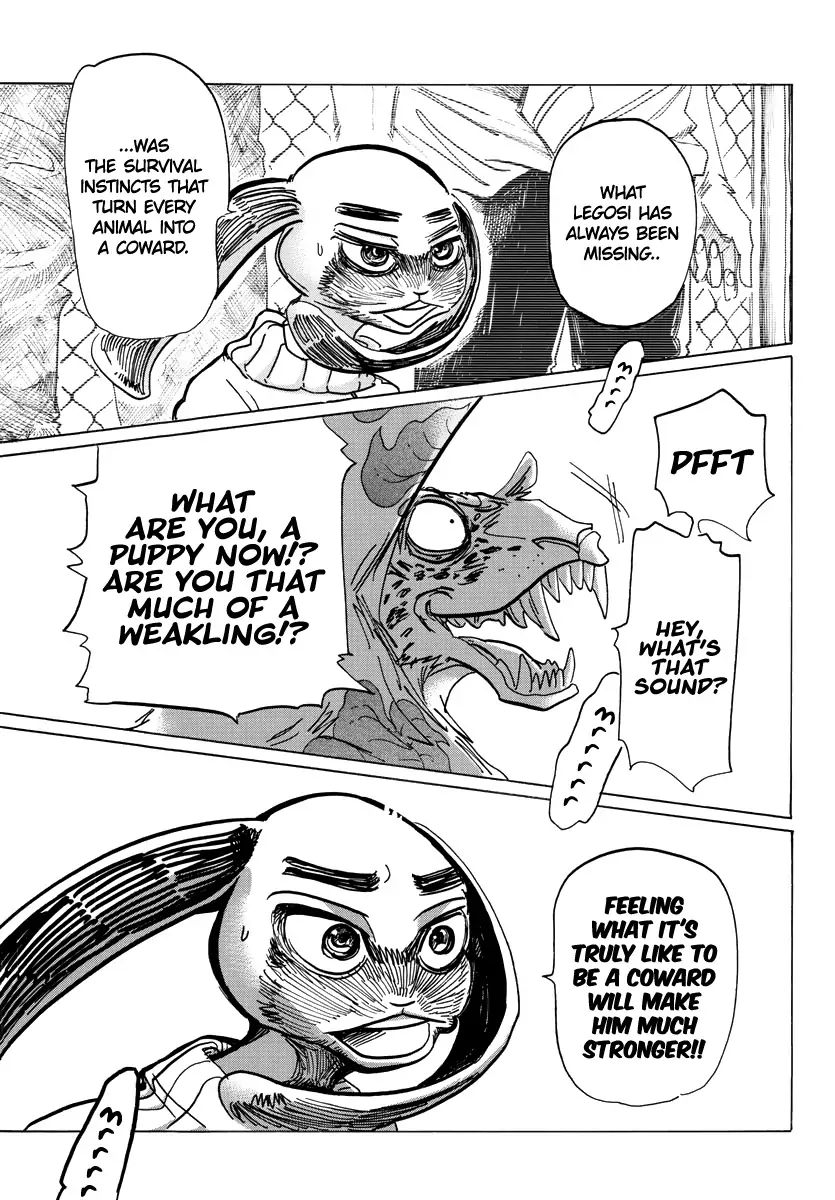 WHAT
LEGOSI HAS
ALWAYS BEEN
MISSING..
...WAS
THE SURVIVAL
INSTINCTS THAT
TURN EVERY
ANIMAL INTO
A COWARD.
PFFT
HEY,
WHAT'S
THAT
SOUND?
WHAT
ARE YOU, A
PUPPY NOW!?
ARE YOU THAT
MUCH OF A
WEAKLING!?
FEELING
WHAT IT'S
TRULY LIKE TO
BE A COWARD
WILL MAKE
HIM MUCH
STRONGER!!